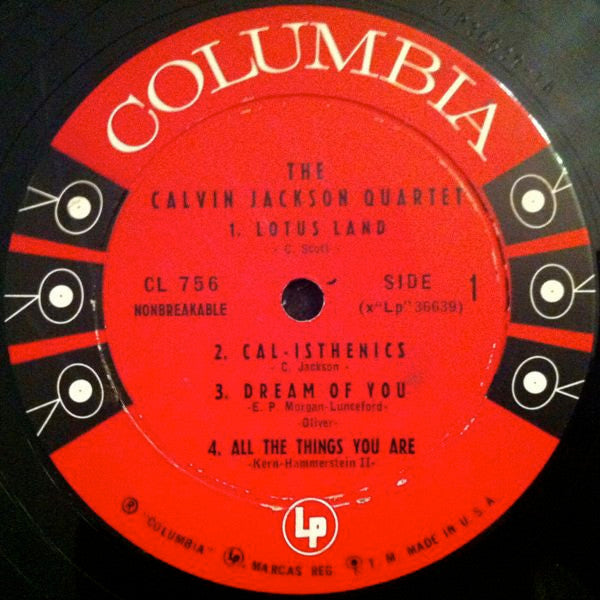 COLUMBIA
THE
CALVIN JACKSON QUARTET
1. LOTUS LAND
- C. Scott -
CL 756
NONBREAKABLE
SIDE 1
(x"Lp"36639)
2. CAL-ISTHENICS
- C. Jackson -
3. DREAM OF YOU
-E. P. Morgan-Lunceford-
-Oliver-
4. ALL THE THINGS YOU ARE
-Kern-Hammerstein II-
Lp
® "COLUMBIA" Lp MARCAS REG. T. M. MADE IN U.S.A.